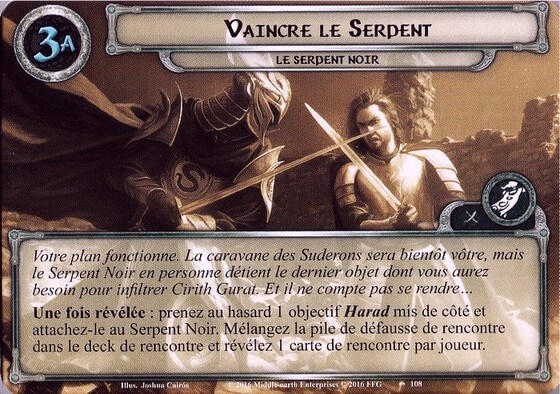 3A
VAINCRE LE SERPENT
LE SERPENT NOIR
Votre plan fonctionne. La caravane des Suderons sera bientôt vôtre, mais
le Serpent Noir en personne détient le dernier objet dont vous aurez
besoin pour infiltrer Cirith Gurat. Et il ne compte pas se rendre…
Une fois révélée : prenez au hasard 1 objectif Harad mis de côté et
attachez-le au Serpent Noir. Mélangez la pile de défausse de rencontre
dans le deck de rencontre et révélez 1 carte de rencontre par joueur.
Illus. Joshua Cairós © 2016 Middle-earth Enterprises © 2016 FFG 108